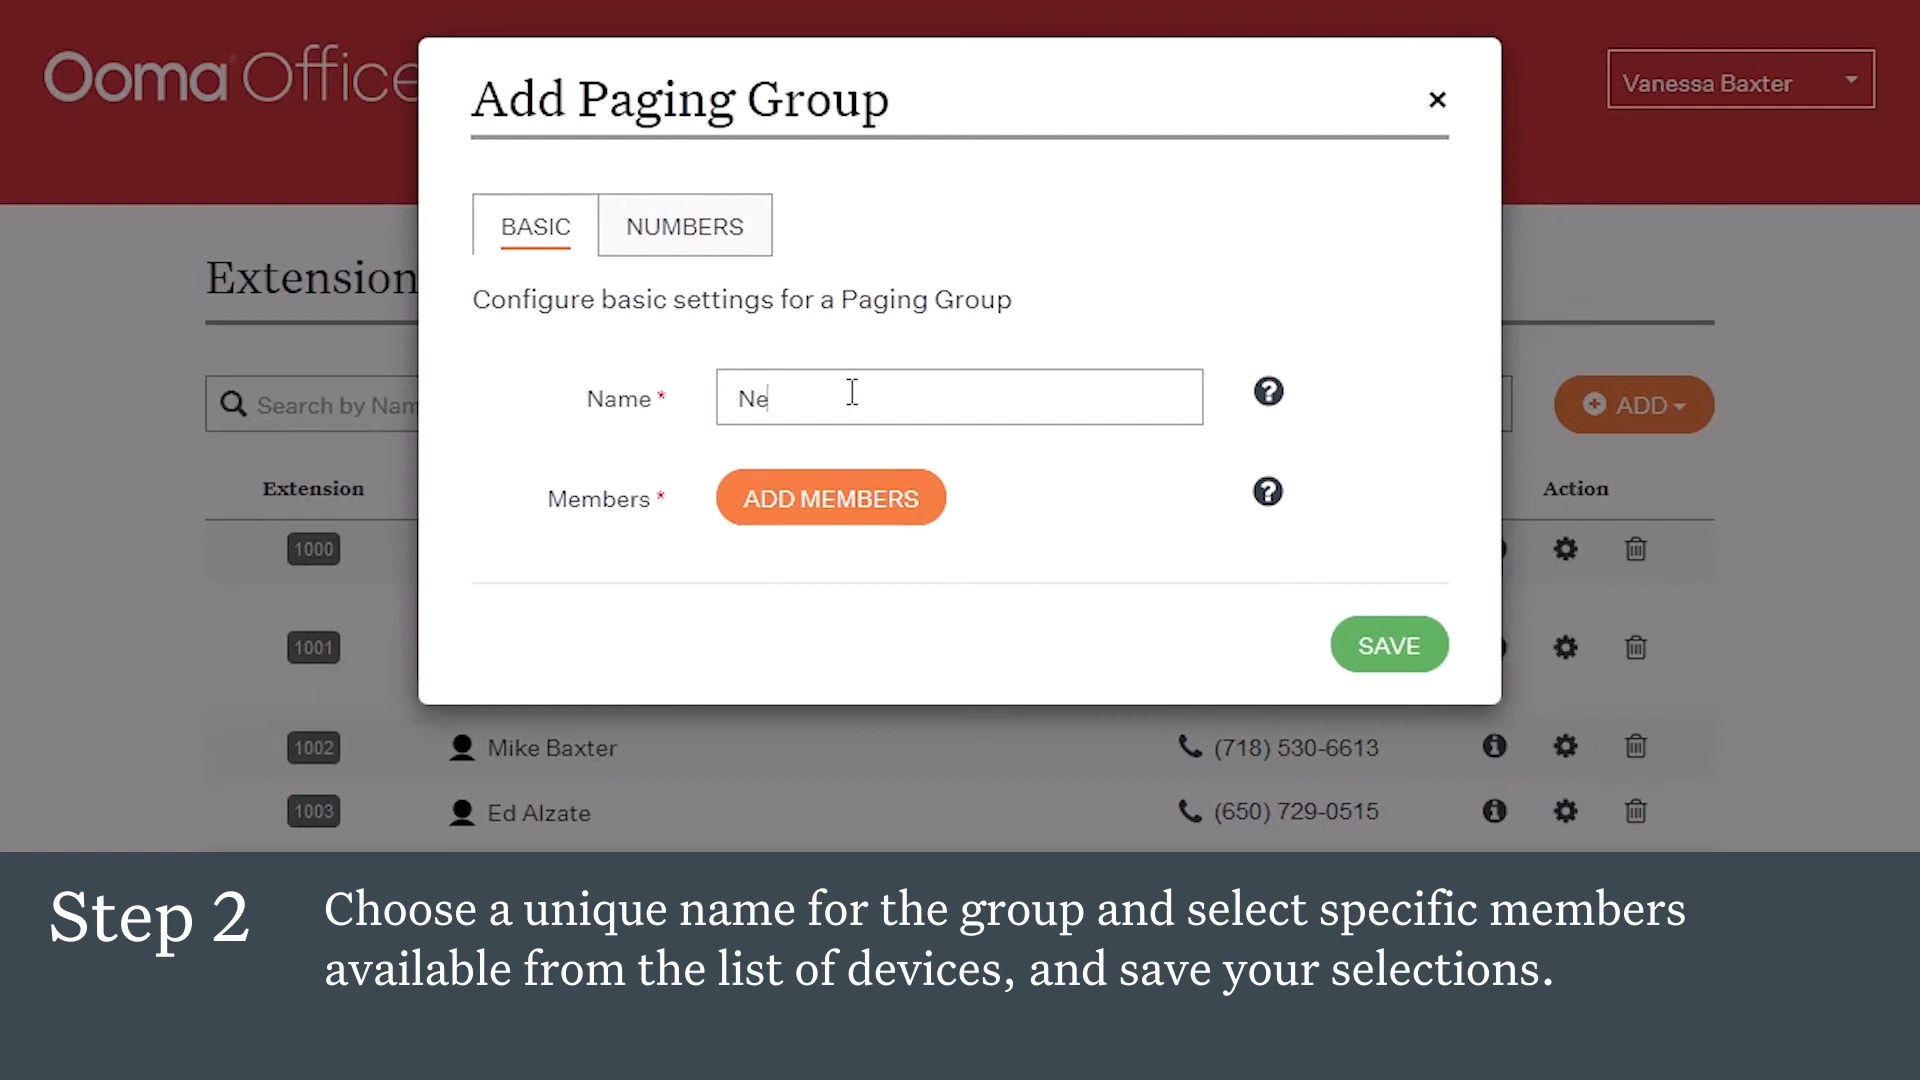 Ooma Office
Vanessa Baxter
Add Paging Group
×
BASIC
NUMBERS
Configure basic settings for a Paging Group
Extension
Name *
Ne
Search by Nam
ADD
Members *
ADD MEMBERS
Extension
Action
1000
SAVE
1001
1002 Mike Baxter (718) 530-6613
1003 Ed Alzate (650) 729-0515
Step 2
Choose a unique name for the group and select specific members
available from the list of devices, and save your selections.